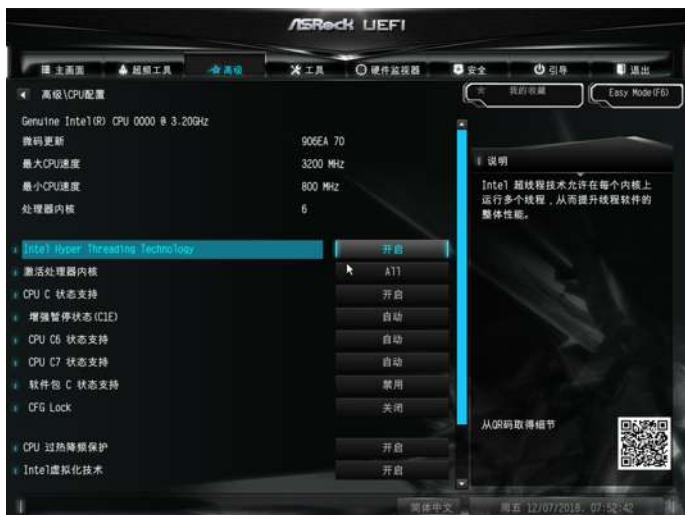 ASRock UEFI
主画面 超频工具 高级 工具 硬件监视器 安全 引导 退出
高级\CPU配置
我的收藏 Easy Mode(F6)
Genuine Intel(R) CPU 0000 @ 3.20GHz
微码更新 906EA 70
最大CPU速度 3200 MHz
最小CPU速度 800 MHz
处理器内核 6
Intel Hyper Threading Technology 开启
激活处理器内核 All
CPU C 状态支持 开启
增强暂停状态(C1E) 自动
CPU C6 状态支持 自动
CPU C7 状态支持 自动
软件包 C 状态支持 禁用
CFG Lock 关闭
CPU 过热降频保护 开启
Intel虚拟化技术 开启
说明
Intel 超线程技术允许在每个内核上
运行多个线程，从而提升线程软件的
整体性能。
从QR码取得细节
简体中文
周五 12/07/2018. 07:52:42